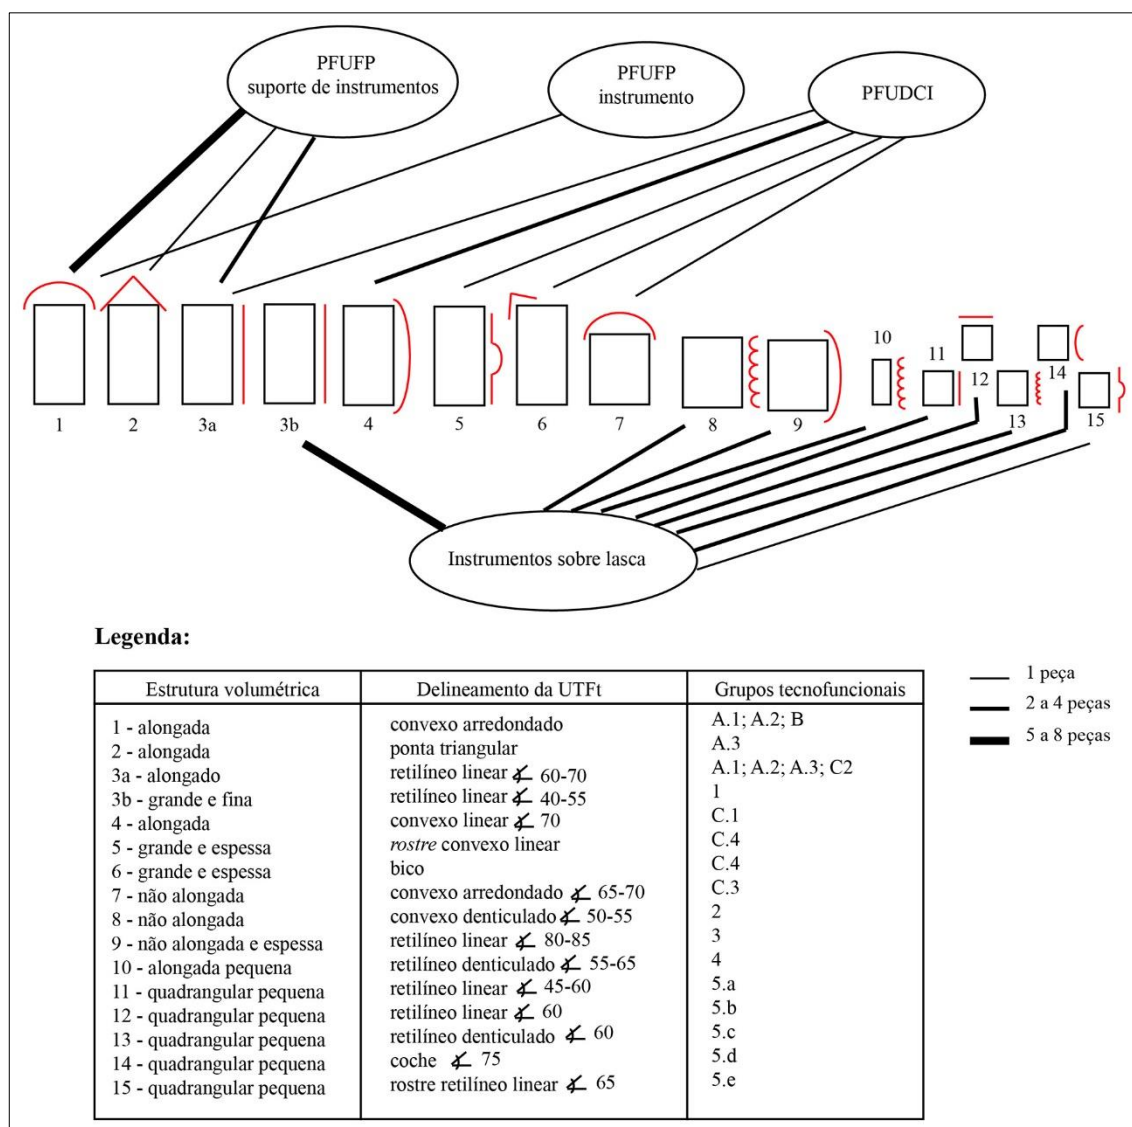 PFUFP
suporte de instrumentos
PFUFP
instrumento
PFUDCI
1
2
3a
3b
4
5
6
7
8
9
10
11
12
13
14
15
Instrumentos sobre lasca
Legenda:
Estrutura volumétrica
1 - alongada
2 - alongada
3a - alongado
3b - grande e fina
4 - alongada
5 - grande e espessa
6 - grande e espessa
7 - não alongada
8 - não alongada
9 - não alongada e espessa
10 - alongada pequena
11 - quadrangular pequena
12 - quadrangular pequena
13 - quadrangular pequena
14 - quadrangular pequena
15 - quadrangular pequena
Delineamento da UTFt
convexo arredondado
ponta triangular
retilíneo linear ∡ 60-70
retilíneo linear ∡ 40-55
convexo linear ∡ 70
rostre convexo linear
bico
convexo arredondado ∡ 65-70
convexo denticulado ∡ 50-55
retilíneo linear ∡ 80-85
retilíneo denticulado ∡ 55-65
retilíneo linear ∡ 45-60
retilíneo linear ∡ 60
retilíneo denticulado ∡ 60
coche ∡ 75
rostre retilíneo linear ∡ 65
Grupos tecnofuncionais
A.1; A.2; B
A.3
A.1; A.2; A.3; C2
1
C.1
C.4
C.4
C.3
2
3
4
5.a
5.b
5.c
5.d
5.e
1 peça
2 a 4 peças
5 a 8 peças